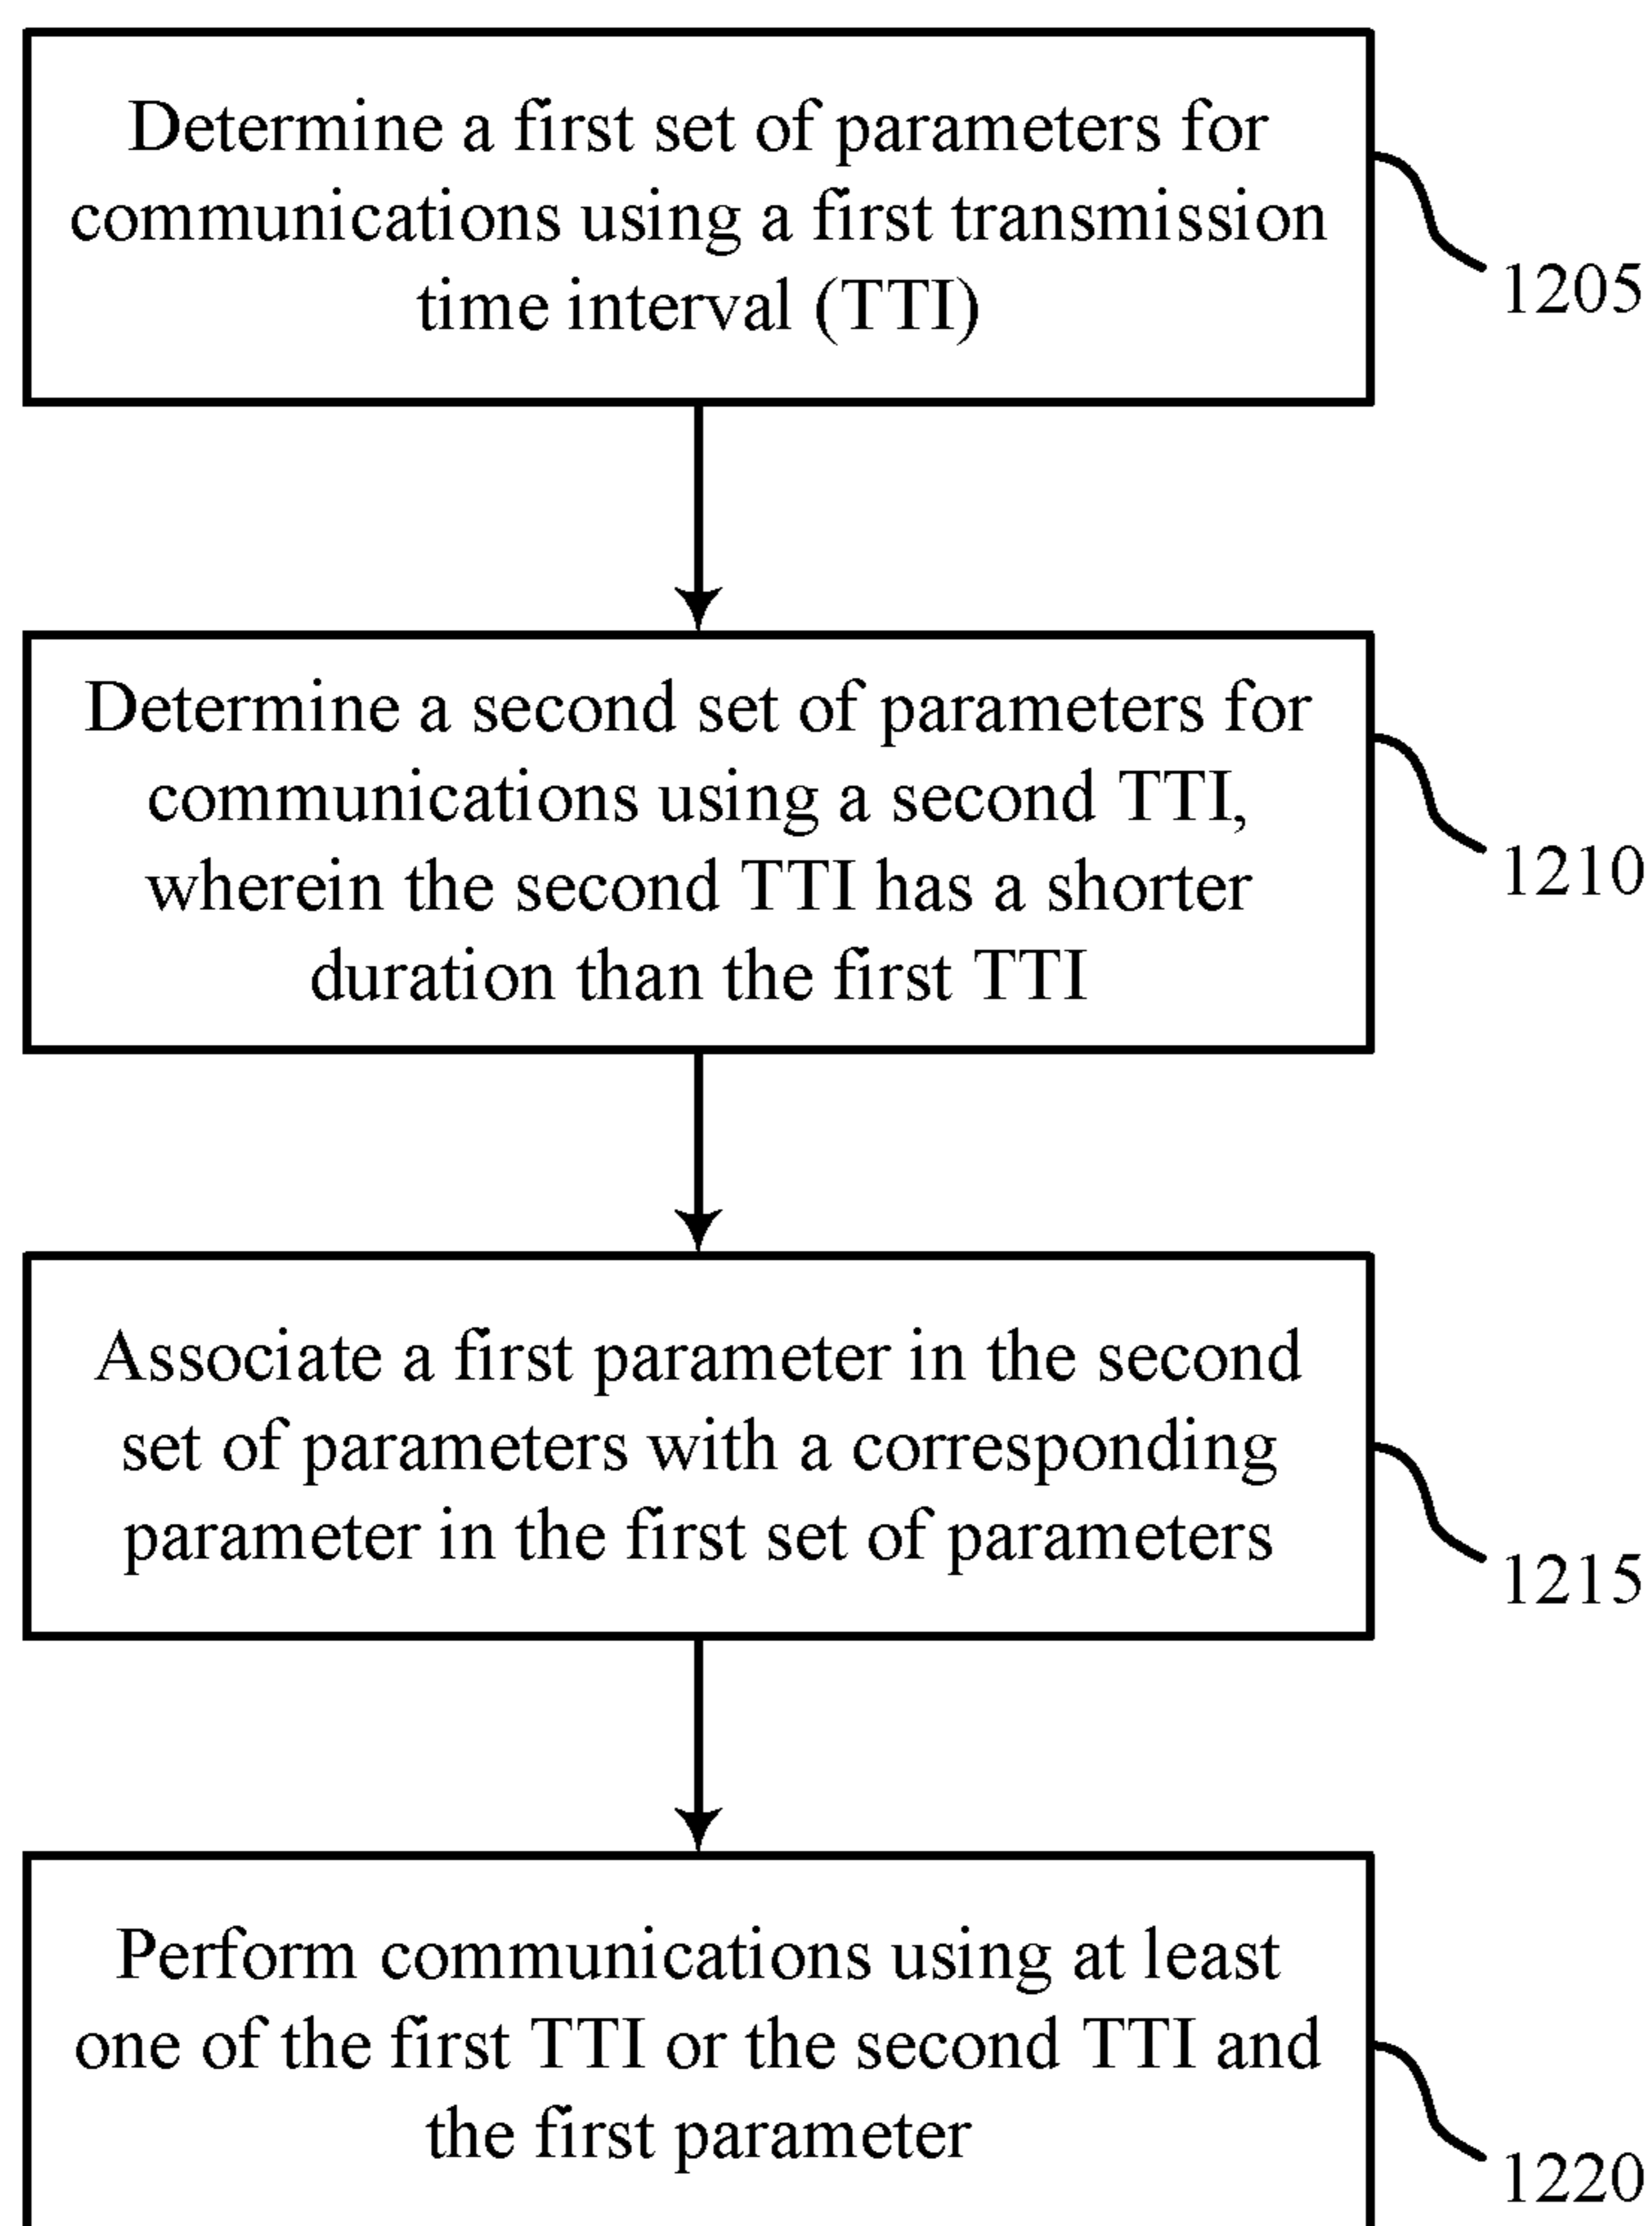 Determine a first set of parameters for
communications using a first transmission
time interval (TTI)
1205
Determine a second set of parameters for
communications using a second TTI,
wherein the second TTI has a shorter
duration than the first TTI
1210
Associate a first parameter in the second
set of parameters with a corresponding
parameter in the first set of parameters
1215
Perform communications using at least
one of the first TTI or the second TTI and
the first parameter
1220